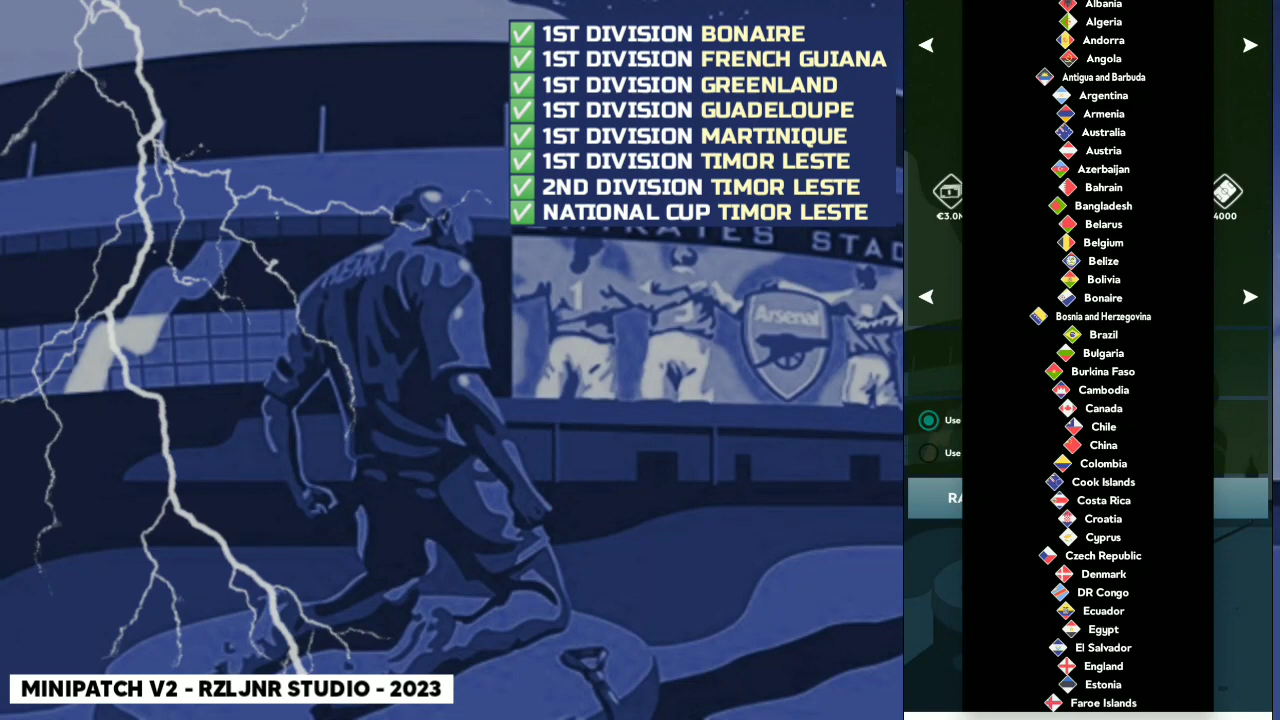 ✅ 1ST DIVISION BONAIRE
✅ 1ST DIVISION FRENCH GUIANA
✅ 1ST DIVISION GREENLAND
✅ 1ST DIVISION GUADELOUPE
✅ 1ST DIVISION MARTINIQUE
✅ 1ST DIVISION TIMOR LESTE
✅ 2ND DIVISION TIMOR LESTE
✅ NATIONAL CUP TIMOR LESTE
HENRY
Arsenal
MINIPATCH V2 - RZLJNR STUDIO - 2023
Albania
Algeria
Andorra
Angola
Antigua and Barbuda
Argentina
Armenia
Australia
Austria
Azerbaijan
Bahrain
Bangladesh
€3.0
4000
Belarus
Belgium
Belize
Bolivia
Bonaire
Bosnia and Herzegovina
Brazil
Bulgaria
Burkina Faso
Cambodia
Canada
Chile
Use
China
Use
Colombia
Cook Islands
Costa Rica
Croatia
Cyprus
Czech Republic
Denmark
DR Congo
Ecuador
Egypt
El Salvador
England
Estonia
Faroe Islands